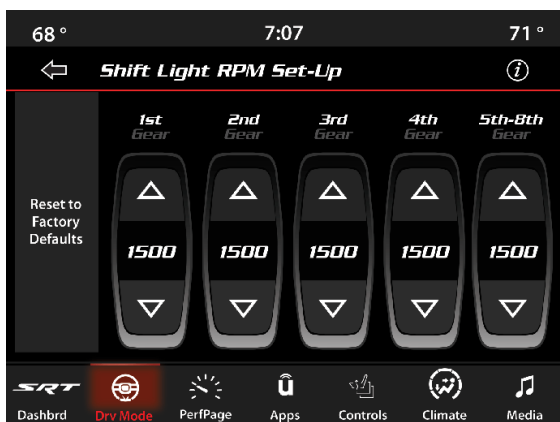 68 °
7:07
71 °
Shift Light RPM Set-Up
i
1st
Gear
2nd
Gear
3rd
Gear
4th
Gear
5th-8th
Gear
Reset to
Factory
Defaults
1500
1500
1500
1500
1500
SRT
û
Dashbrd
Drv Mode
PerfPage
Apps
Controls
Climate
Media